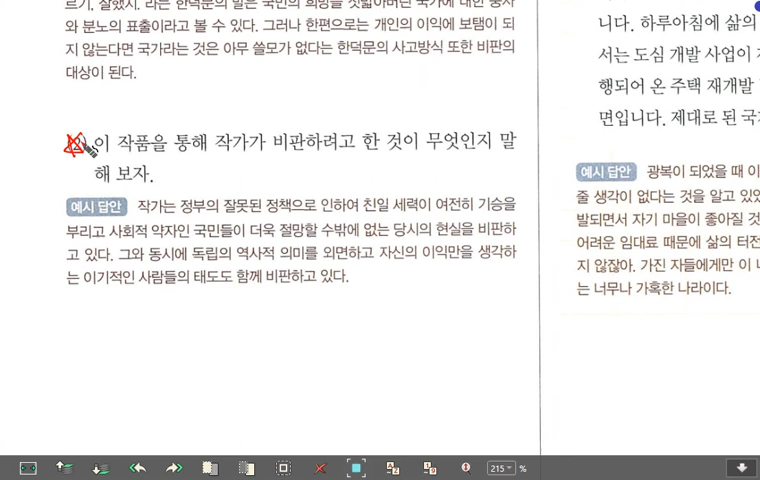 르기, 잘했지.’ 라는 한덕문의 말은 국민의 희망을 짓밟아버린 국가에 대한 풍자
와 분노의 표출이라고 볼 수 있다. 그러나 한편으로는 개인의 이익에 보탬이 되
지 않는다면 국가라는 것은 아무 쓸모가 없다는 한덕문의 사고방식 또한 비판의
대상이 된다.
(2) 이 작품을 통해 작가가 비판하려고 한 것이 무엇인지 말
해 보자.
예시 답안 작가는 정부의 잘못된 정책으로 인하여 친일 세력이 여전히 기승을
부리고 사회적 약자인 국민들이 더욱 절망할 수밖에 없는 당시의 현실을 비판하
고 있다. 그와 동시에 독립의 역사적 의미를 외면하고 자신의 이익만을 생각하
는 이기적인 사람들의 태도도 함께 비판하고 있다.
니다. 하루아침에 삶의
서는 도심 개발 사업이
행되어 온 주택 재개발
면입니다. 제대로 된 국
예시 답안 광복이 되었을 때 이
줄 생각이 없다는 것을 알고 있었
발되면서 자기 마을이 좋아질 것
어려운 임대료 때문에 삶의 터전
지 않잖아. 가진 자들에게만 이
는 너무나 가혹한 나라이다.
215 %